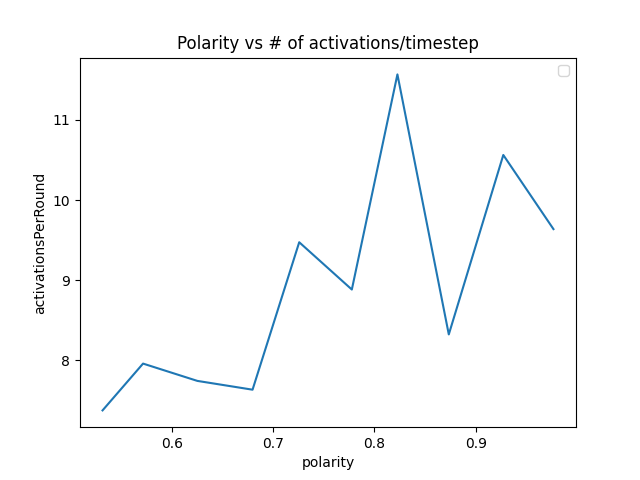 Polarity vs # of activations/timestep
11
10
9
8
activationsPerRound
0.6 0.7 0.8 0.9
polarity